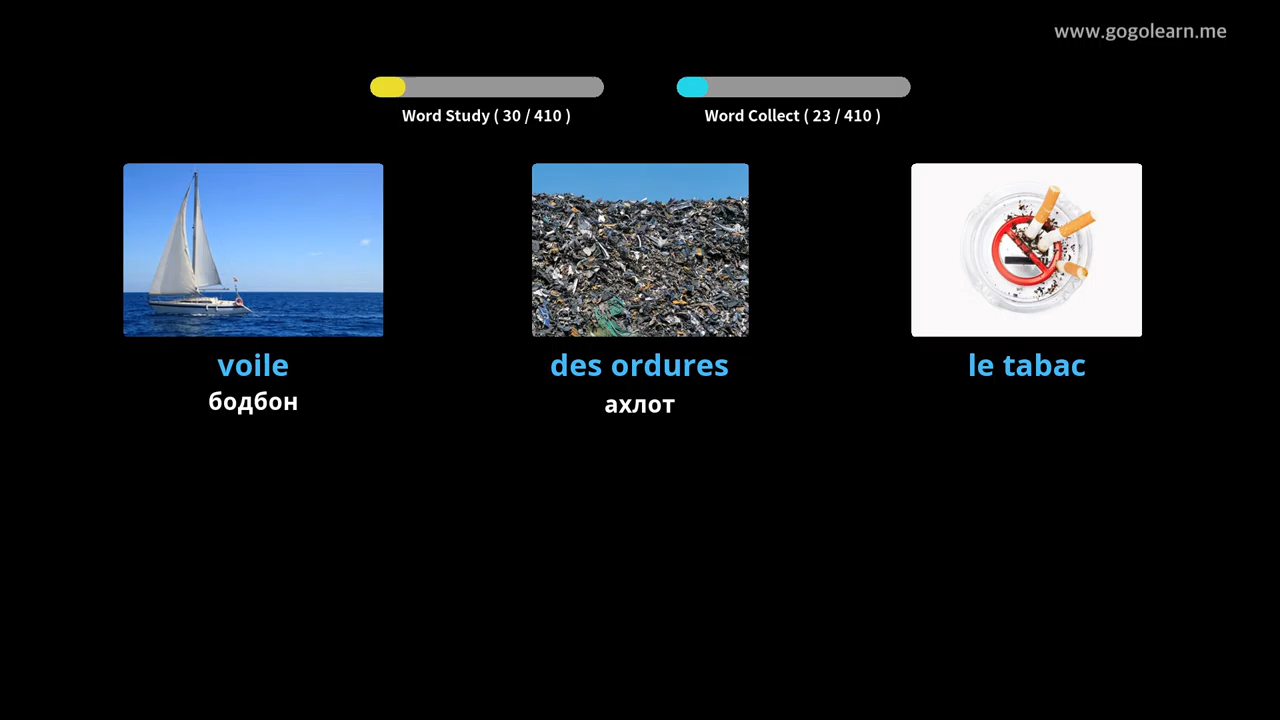 www.gogolearn.me
Word Study ( 30 / 410 )
Word Collect ( 23 / 410 )
voile
des ordures
le tabac
бодбон
ахлот